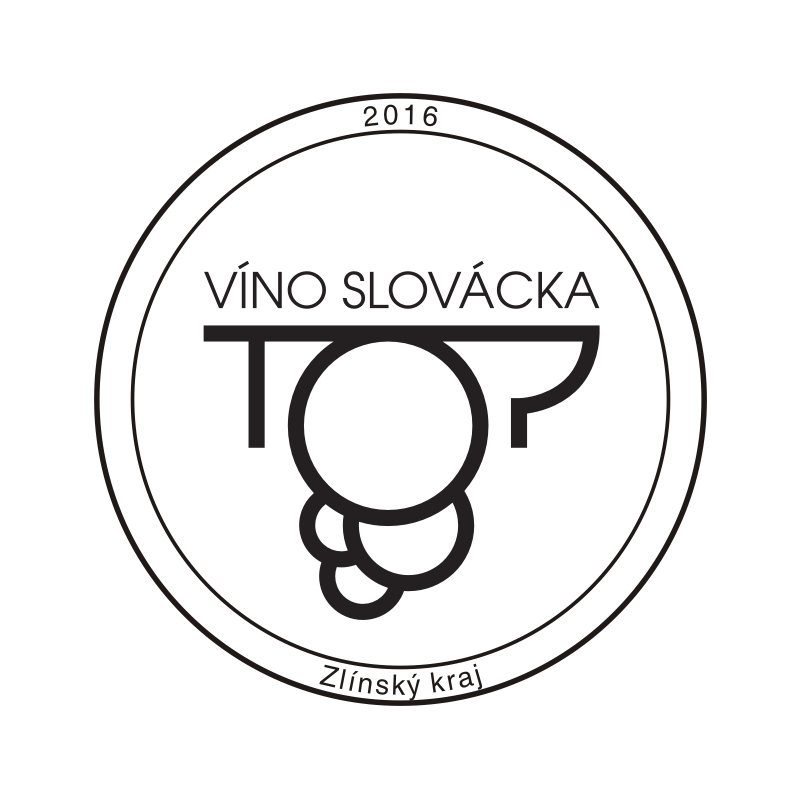 2016
VÍNO SLOVÁCKA
TOP
Zlínský kraj